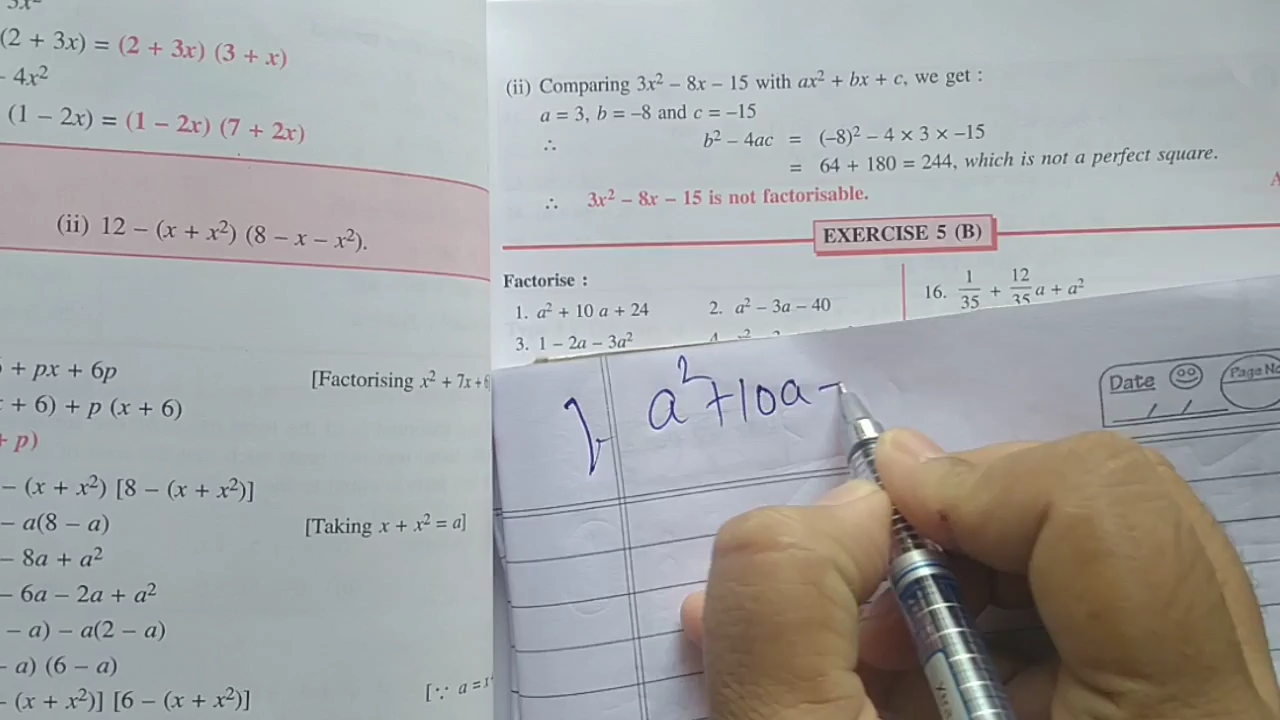 (2 + 3x) = (2 + 3x) (3 + x)
- 4x²
(1 – 2x) = (1 – 2x) (7 + 2x)
(ii) 12 – (x + x²) (8 – x – x²).
+ px + 6p
[Factorising x² + 7x + 6
+ 6) + p (x + 6)
+ p)
– (x + x²) [8 – (x + x²)]
– a(8 – a)
[Taking x + x² = a]
– 8a + a²
– 6a – 2a + a²
– a) – a(2 – a)
– a) (6 – a)
– (x + x²)] [6 – (x + x²)]
[∵ a = x
(ii) Comparing 3x² – 8x – 15 with ax² + bx + c, we get :
a = 3, b = –8 and c = –15
∴ b² – 4ac = (–8)² – 4 × 3 × –15
= 64 + 180 = 244, which is not a perfect square.
∴ 3x² – 8x – 15 is not factorisable.
EXERCISE 5 (B)
Factorise :
1. a² + 10 a + 24
2. a² – 3a – 40
3. 1 – 2a – 3a²
16. 1/35 + 12/35 a + a²
Date
Page No
1. a² + 10a